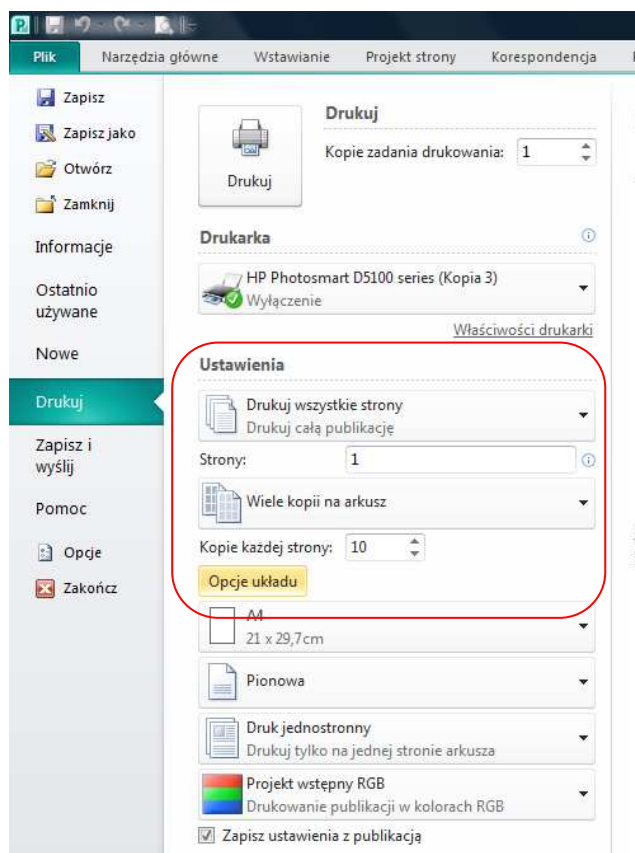 Plik Narzędzia główne Wstawianie Projekt strony Korespondencja
Zapisz
Zapisz jako
Otwórz
Zamknij
Informacje
Ostatnio
używane
Nowe
Drukuj
Zapisz i
wyślij
Pomoc
Opcje
Zakończ
Drukuj
Drukuj
Kopie zadania drukowania: 1
Drukarka
HP Photosmart D5100 series (Kopia 3)
Wyłączenie
Właściwości drukarki
Ustawienia
Drukuj wszystkie strony
Drukuj całą publikację
Strony: 1
Wiele kopii na arkusz
Kopie każdej strony: 10
Opcje układu
A4
21 x 29,7cm
Pionowa
Druk jednostronny
Drukuj tylko na jednej stronie arkusza
Projekt wstępny RGB
Drukowanie publikacji w kolorach RGB
Zapisz ustawienia z publikacją